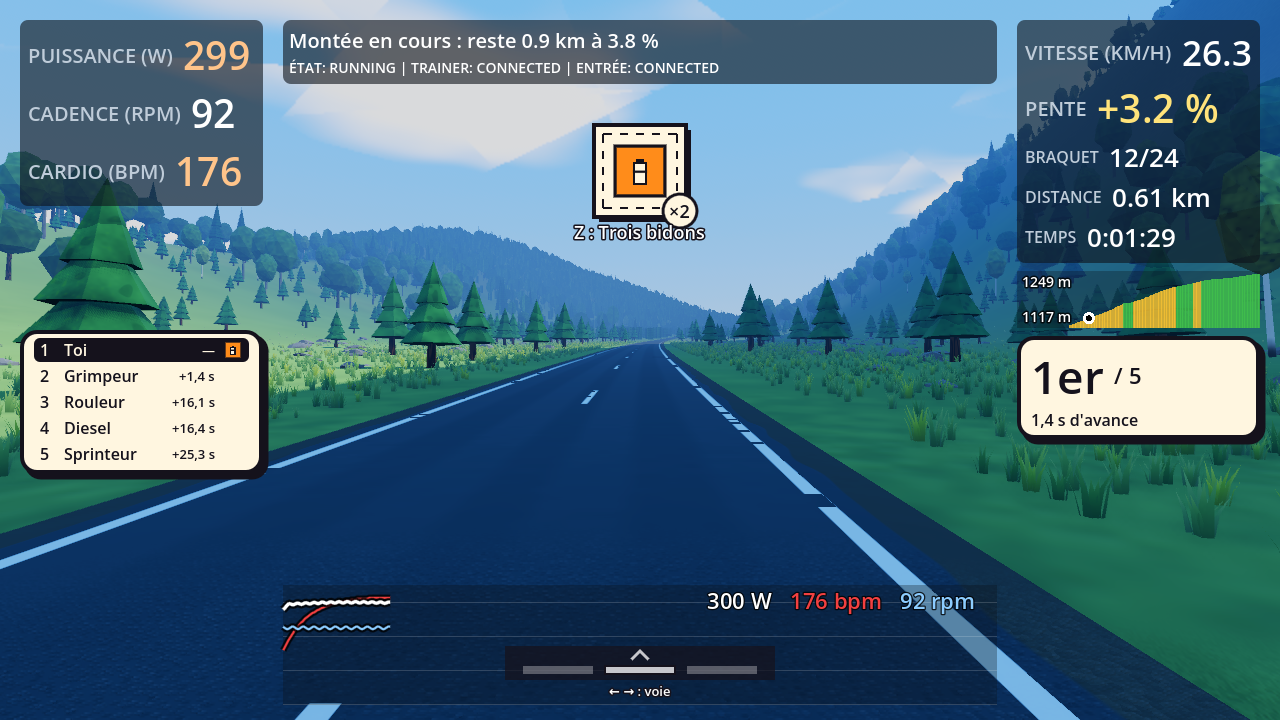 PUISSANCE (W) 299
CADENCE (RPM) 92
CARDIO (BPM) 176
Montée en cours : reste 0.9 km à 3.8 %
ÉTAT: RUNNING | TRAINER: CONNECTED | ENTRÉE: CONNECTED
VITESSE (KM/H) 26.3
PENTE +3.2 %
BRAQUET 12/24
DISTANCE 0.61 km
TEMPS 0:01:29
×2
Z : Trois bidons
1249 m
1117 m
1 Toi —
2 Grimpeur +1,4 s
3 Rouleur +16,1 s
4 Diesel +16,4 s
5 Sprinteur +25,3 s
1er / 5
1,4 s d'avance
300 W 176 bpm 92 rpm
← → : voie